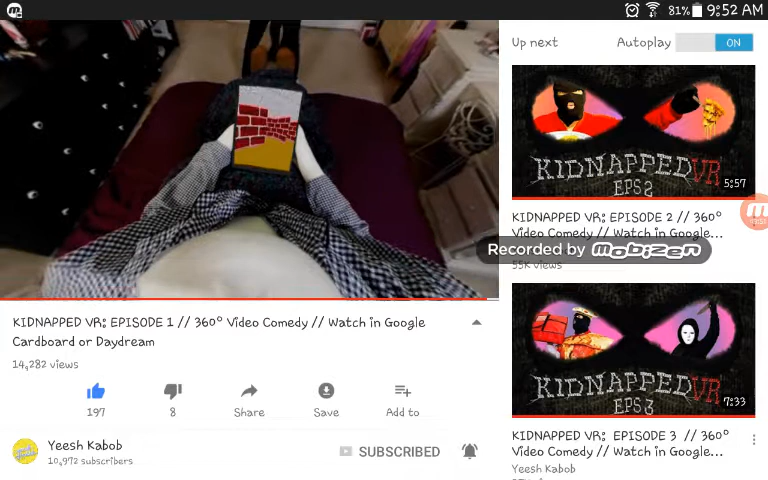 81% 9:52 AM
Up next
Autoplay
ON
KIDNAPPED VR
EPS 2
5:57
KIDNAPPED VR: EPISODE 2 // 360°
Video Comedy // Watch in Google...
55K views
Recorded by mobizen
KIDNAPPED VR
EPS 3
7:33
KIDNAPPED VR: EPISODE 3 // 360°
Video Comedy // Watch in Google...
Yeesh Kabob
KIDNAPPED VR: EPISODE 1 // 360° Video Comedy // Watch in Google
Cardboard or Daydream
14,282 views
197
8
Share
Save
Add to
Yeesh Kabob
10,972 subscribers
SUBSCRIBED